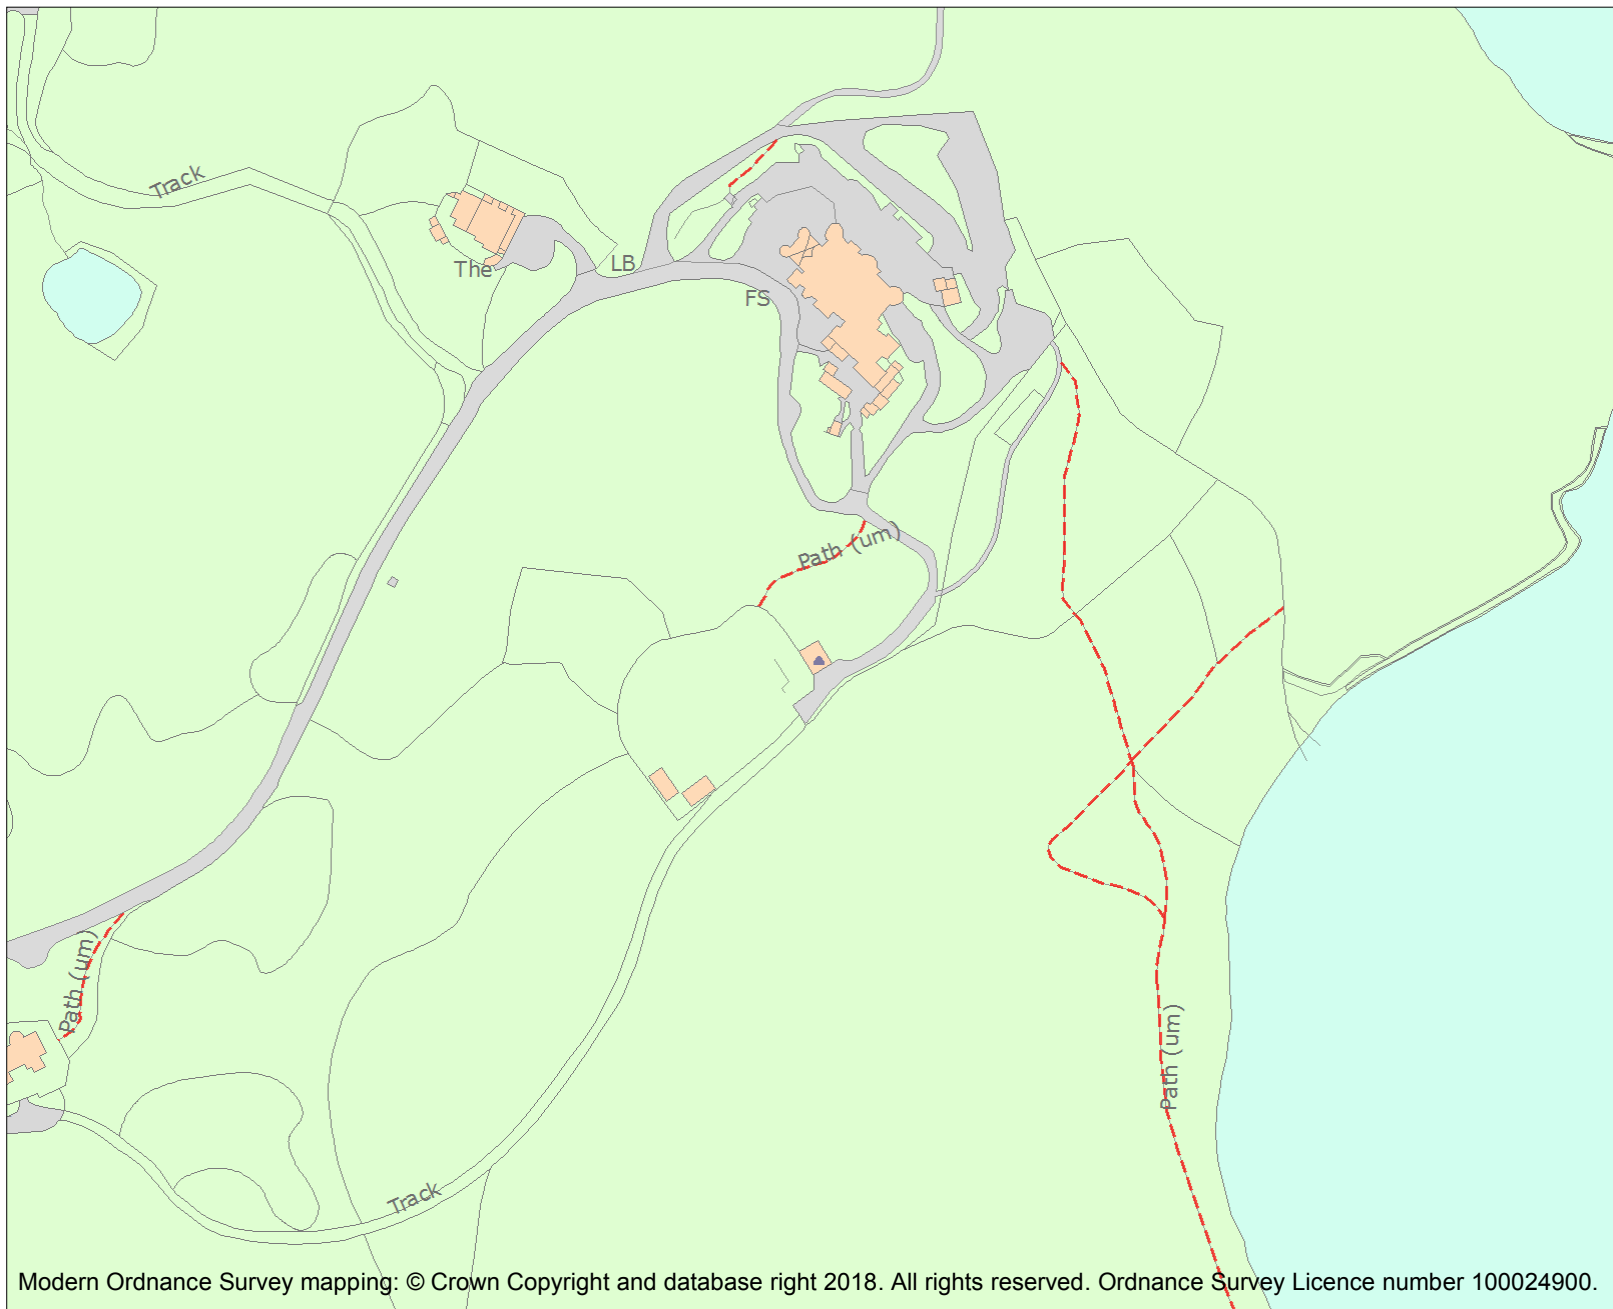 Track
The
LB
FS
Path (um)
Path (um)
Path (um)
Track
Modern Ordnance Survey mapping: © Crown Copyright and database right 2018. All rights reserved. Ordnance Survey Licence number 100024900.